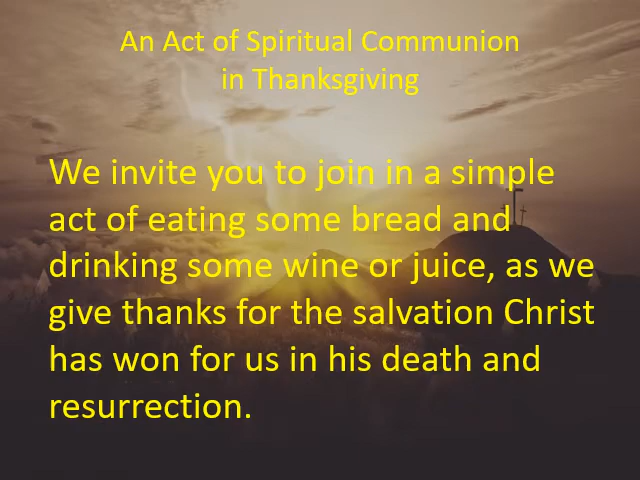 An Act of Spiritual Communion
in Thanksgiving
We invite you to join in a simple
act of eating some bread and
drinking some wine or juice, as we
give thanks for the salvation Christ
has won for us in his death and
resurrection.